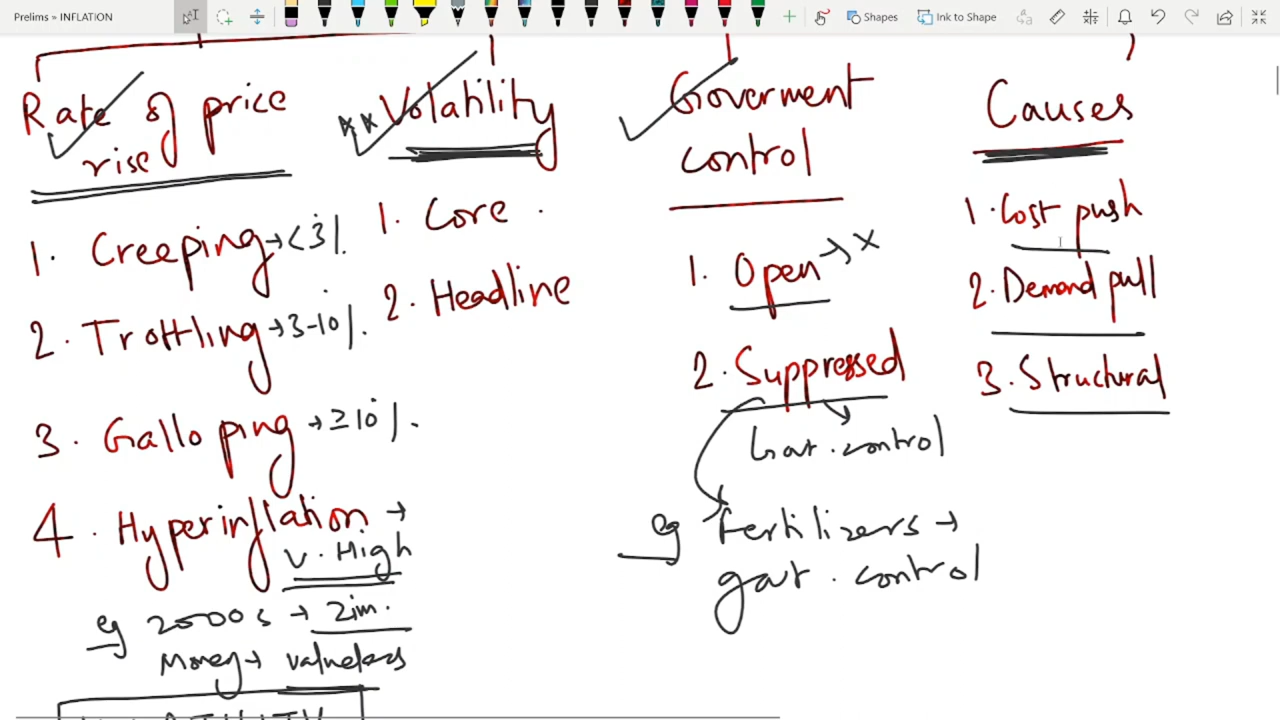 Prelims » INFLATION
Shapes
Ink to Shape
Rate of price
rise
1. Creeping → <3%.
2. Trottling → 3-10%.
3. Galloping → ≥10%.
4. Hyperinflation →
V. High
eg 2000s → Zim.
Money → valueless
** Volatility
1. Core.
2. Headline
Goverment
control
1. Open → x
2. Suppressed
Govt. control
eg Fertilizers →
govt. control
Causes
1. Cost push
2. Demand pull
3. Structural